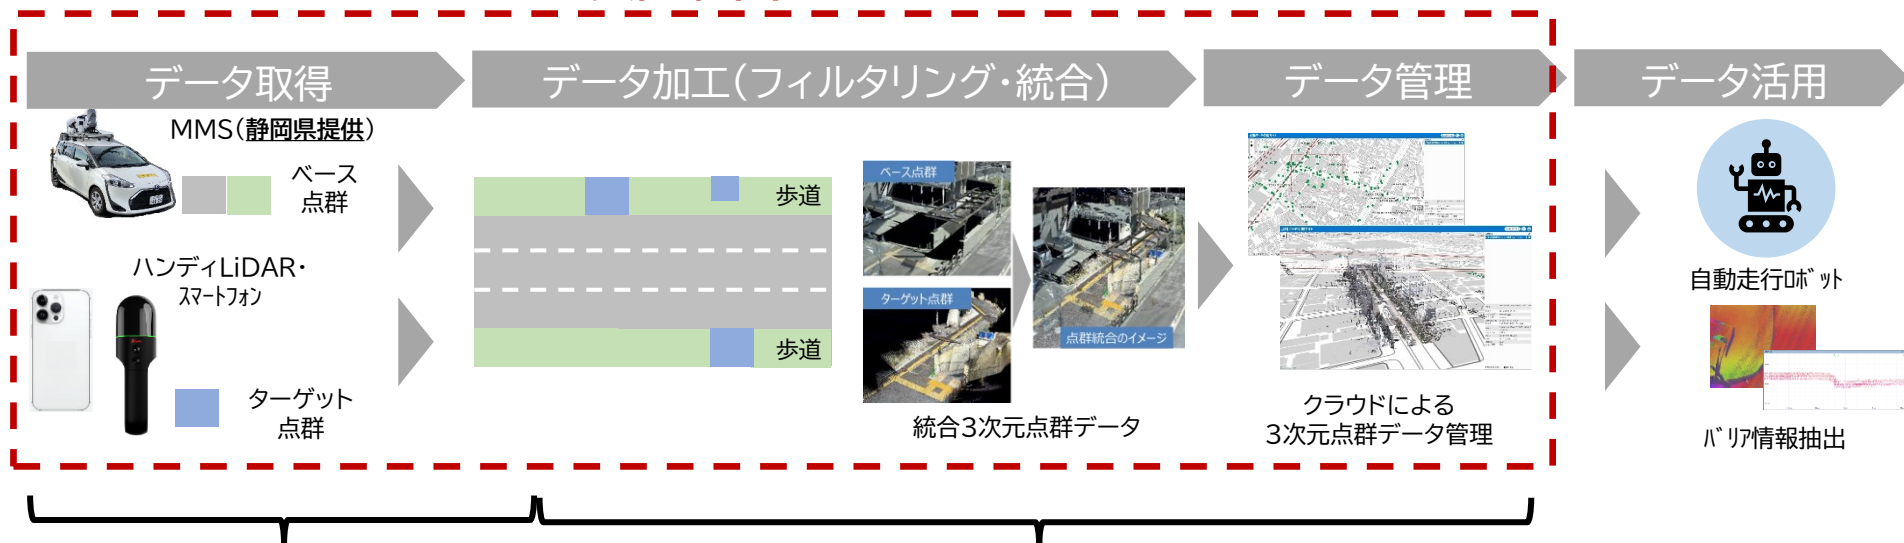 データ取得
データ加工(フィルタリング・統合)
データ管理
データ活用
MMS(静岡県提供)
ベース
点群
ハンディLiDAR・
スマートフォン
ターゲット
点群
歩道
歩道
ベース点群
ターゲット点群
点群統合のイメージ
統合3次元点群データ
クラウドによる
3次元点群データ管理
自動走行ロボット
バリア情報抽出